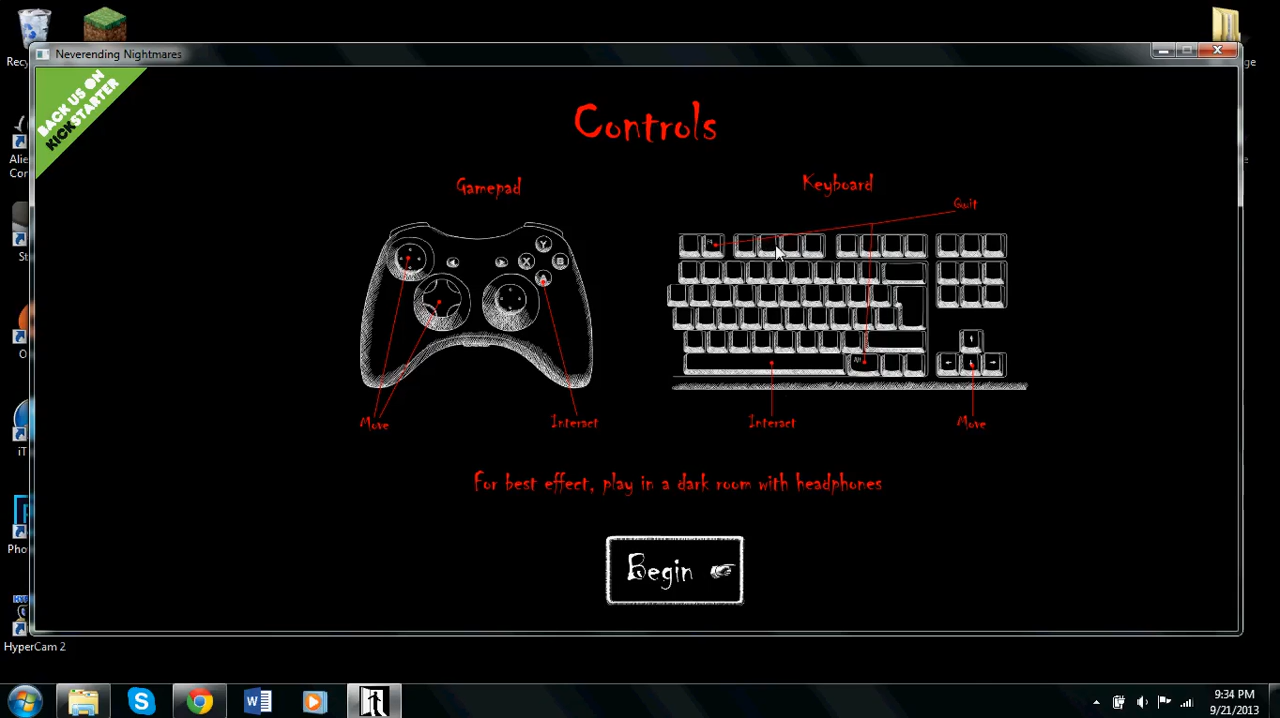 Neverending Nightmares
BACK US ON
KICKSTARTER
Controls
Gamepad
Keyboard
Quit
Y
X
B
A
Move
Interact
Interact
Move
For best effect, play in a dark room with headphones
Begin
HyperCam 2
9:34 PM
9/21/2013